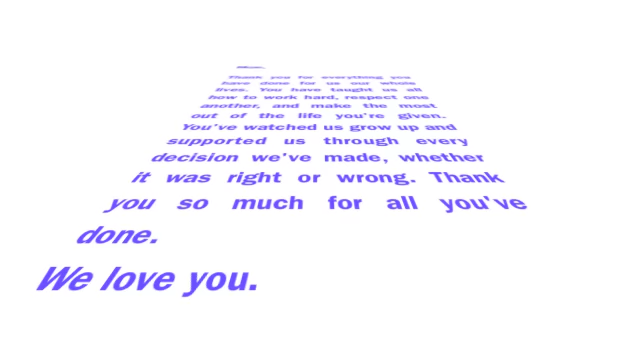 Mom,
Thank you for everything you
have done for us our whole
lives. You have taught us all
how to work hard, respect one
another, and make the most
out of the life you're given.
You've watched us grow up and
supported us through every
decision we've made, whether
it was right or wrong. Thank
you so much for all you've
done.
We love you.